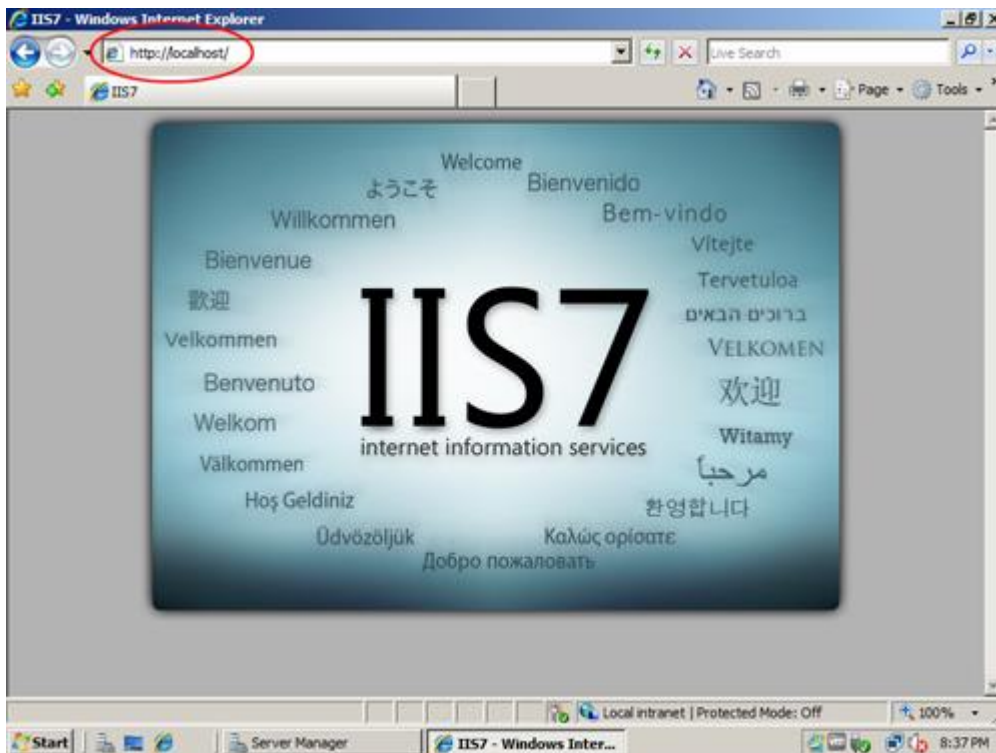 IIS7 - Windows Internet Explorer
http://localhost/
Live Search
IIS7
Page
Tools
Welcome
ようこそ
Bienvenido
Willkommen
Bem-vindo
Bienvenue
Vítejte
歡迎
Tervetuloa
ברוכים הבאים
Velkommen
VELKOMEN
Benvenuto
欢迎
Welkom
Witamy
Välkommen
مرحباً
Hoş Geldiniz
환영합니다
Üdvözöljük
Καλώς ορίσατε
Добро пожаловать
IIS7
internet information services
Local intranet | Protected Mode: Off
100%
Start
Server Manager
IIS7 - Windows Inter...
8:37 PM